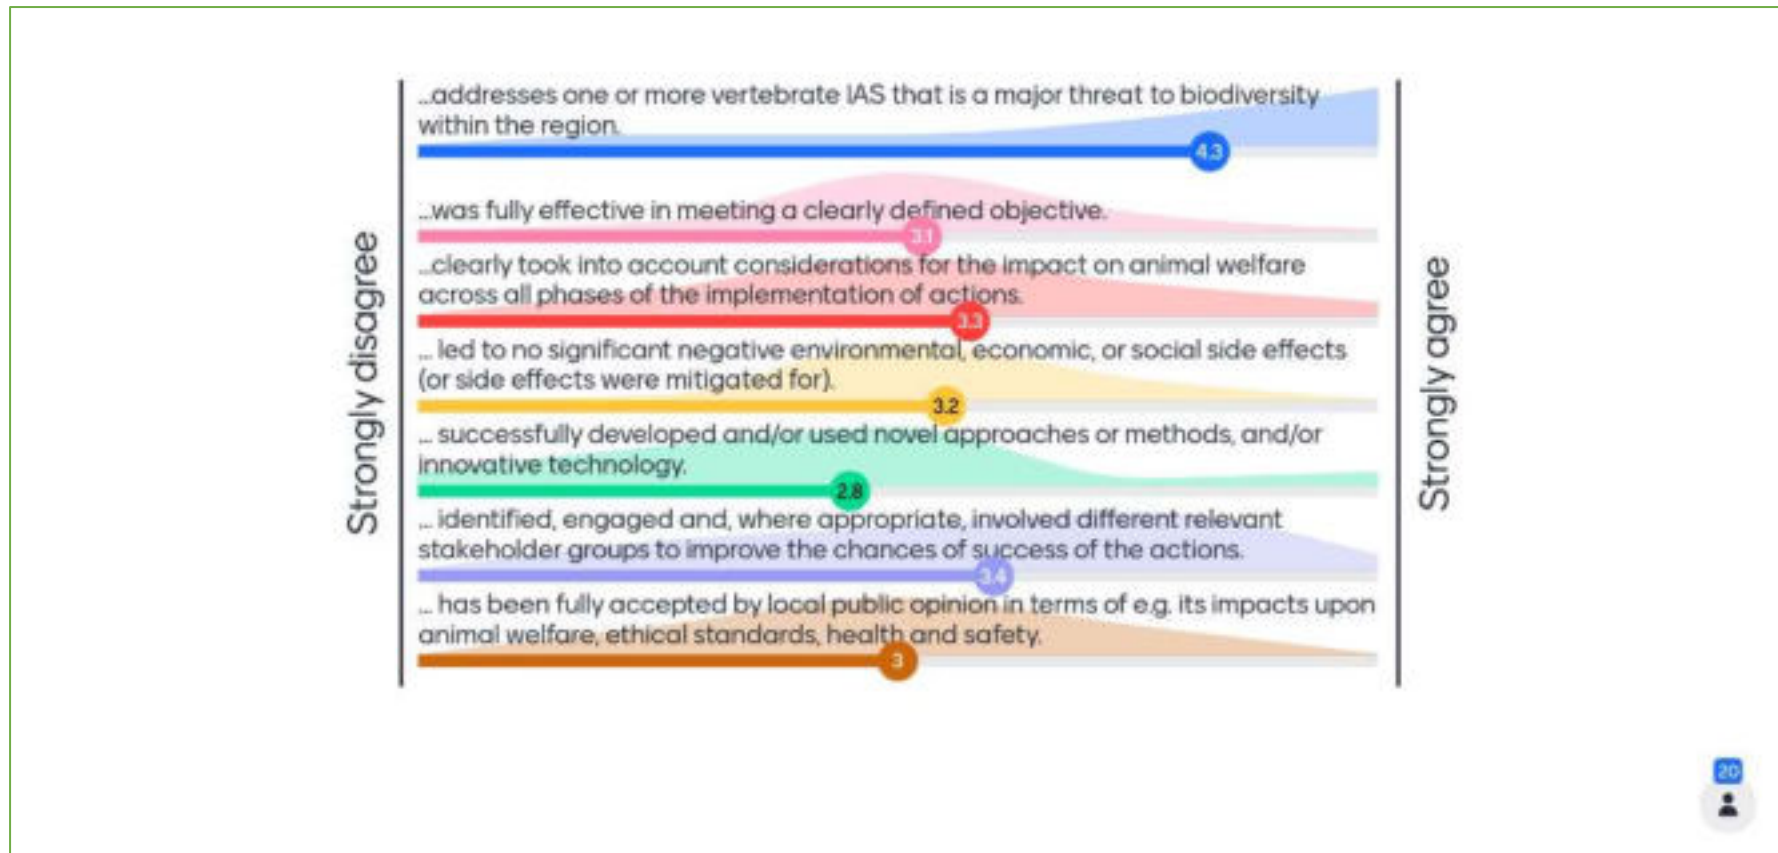 Strongly disagree
...addresses one or more vertebrate IAS that is a major threat to biodiversity
within the region.
4.3
...was fully effective in meeting a clearly defined objective.
3.1
...clearly took into account considerations for the impact on animal welfare
across all phases of the implementation of actions.
3.3
... led to no significant negative environmental, economic, or social side effects
(or side effects were mitigated for).
3.2
... successfully developed and/or used novel approaches or methods, and/or
innovative technology.
2.8
... identified, engaged and, where appropriate, involved different relevant
stakeholder groups to improve the chances of success of the actions.
3.4
... has been fully accepted by local public opinion in terms of e.g. its impacts upon
animal welfare, ethical standards, health and safety.
3
Strongly agree
20